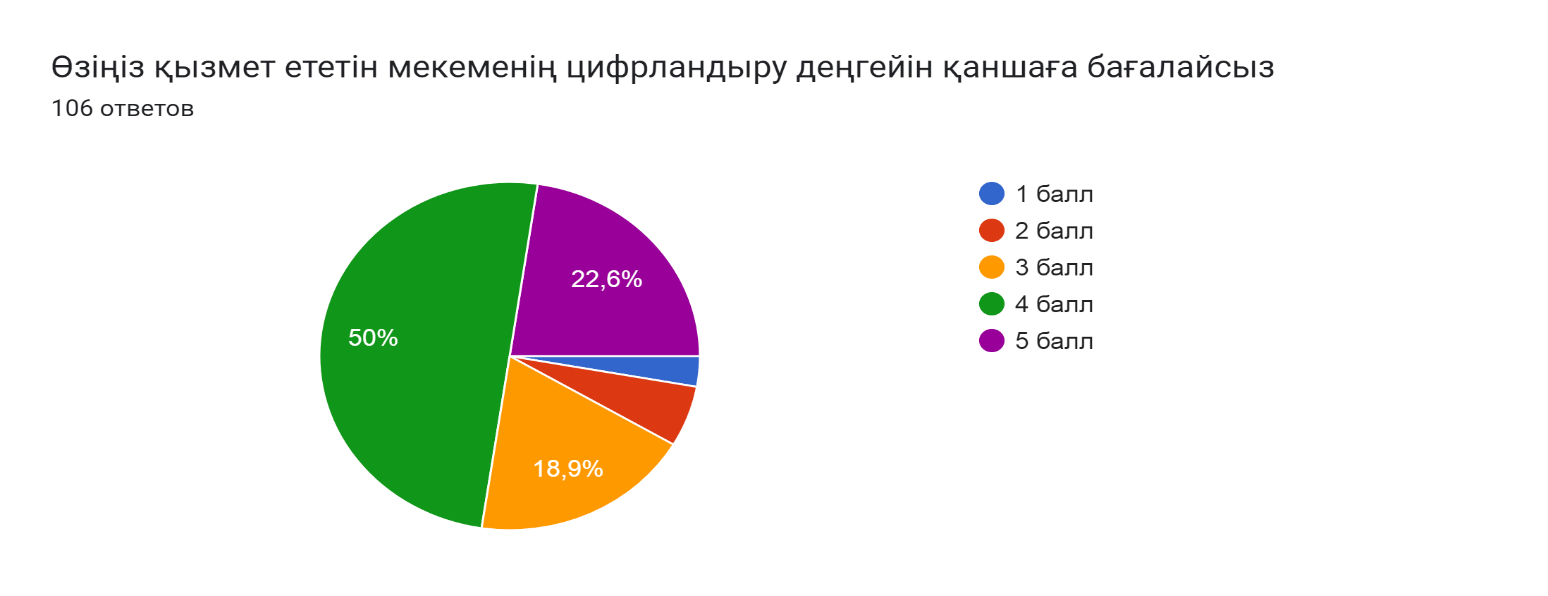 Өзіңіз қызмет ететін мекеменің цифрландыру деңгейін қаншаға бағалайсыз
106 ответов
22,6%
50%
18,9%
1 балл
2 балл
3 балл
4 балл
5 балл